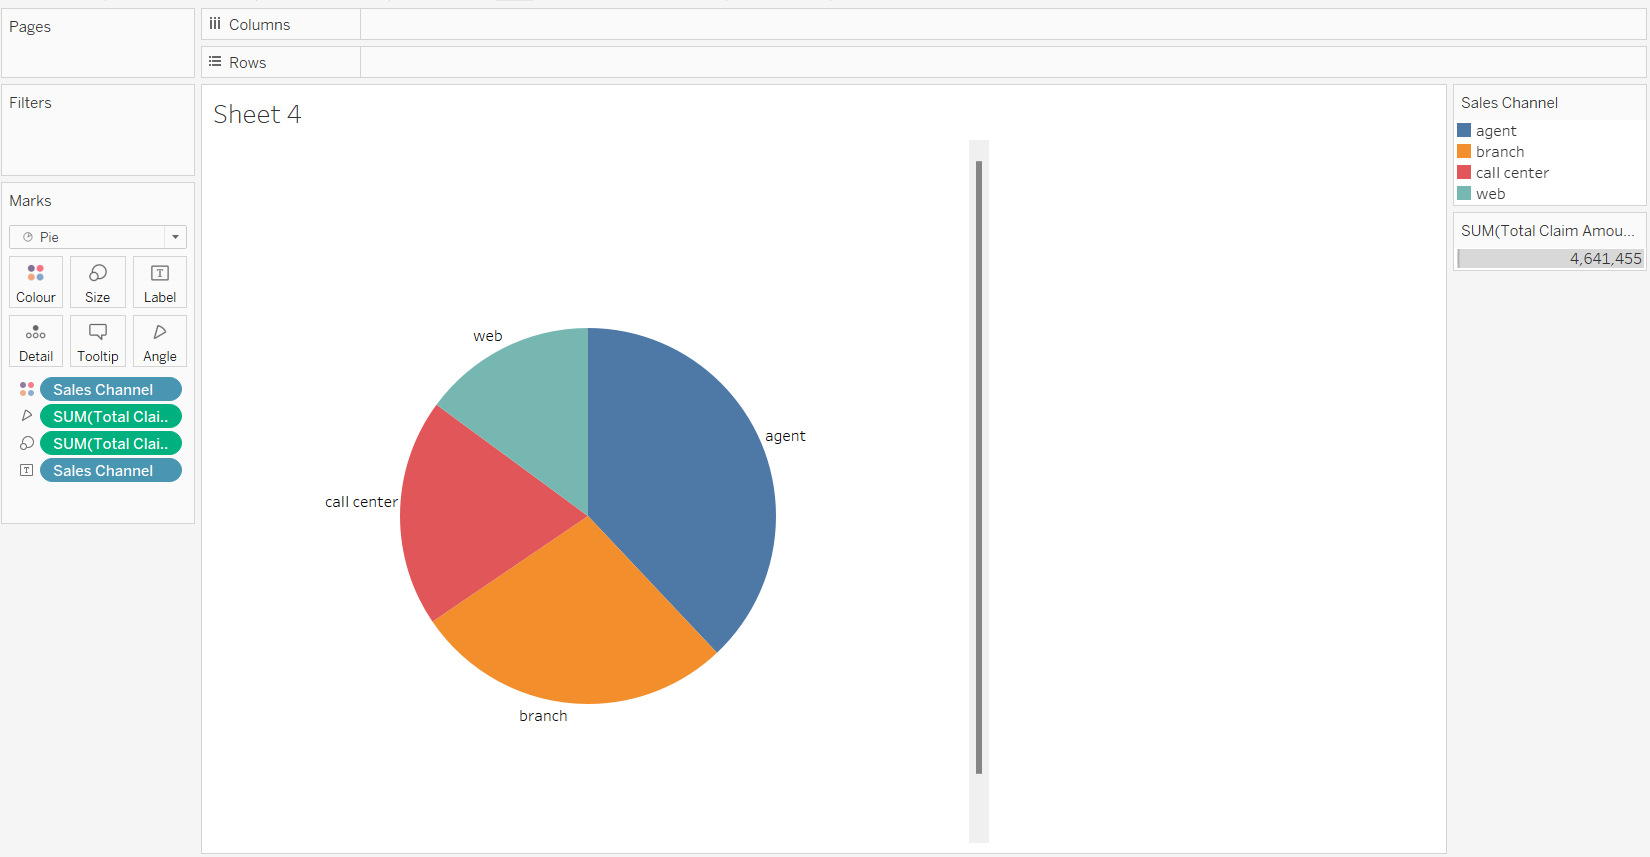 Pages
Columns
Rows
Filters
Marks
Pie
Colour
Size
Label
Detail
Tooltip
Angle
Sales Channel
SUM(Total Clai..
SUM(Total Clai..
Sales Channel
Sheet 4
web
agent
call center
branch
Sales Channel
agent
branch
call center
web
SUM(Total Claim Amou...
4,641,455